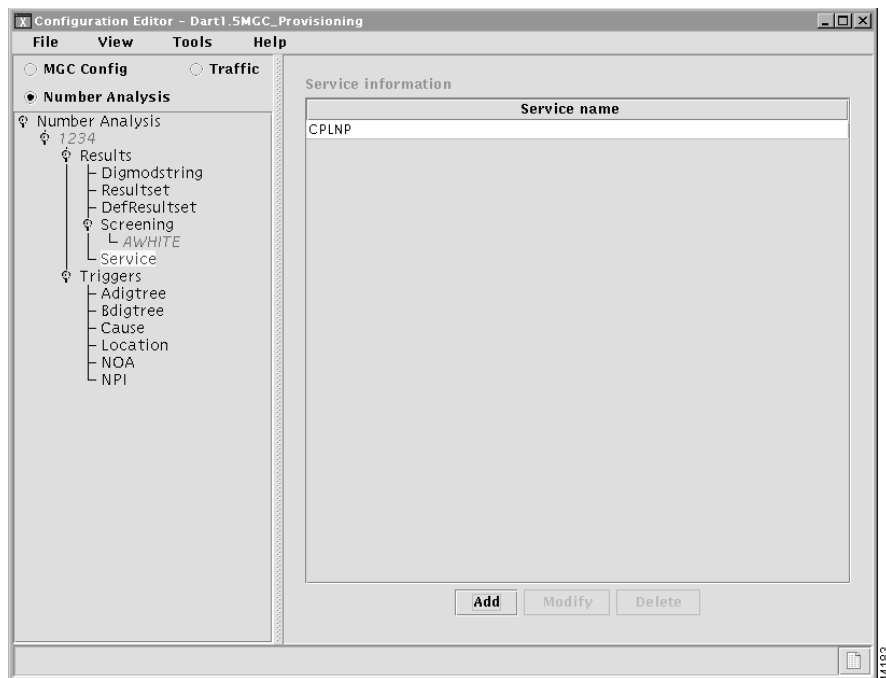 Configuration Editor - Dart1.5MGC_Provisioning
File View Tools Help
MGC Config Traffic
Number Analysis
Number Analysis
1234
Results
Digmodstring
Resultset
DefResultset
Screening
AWHITE
Service
Triggers
Adigtree
Bdigtree
Cause
Location
NOA
NPI
Service information
Service name
CPLNP
Add Modify Delete